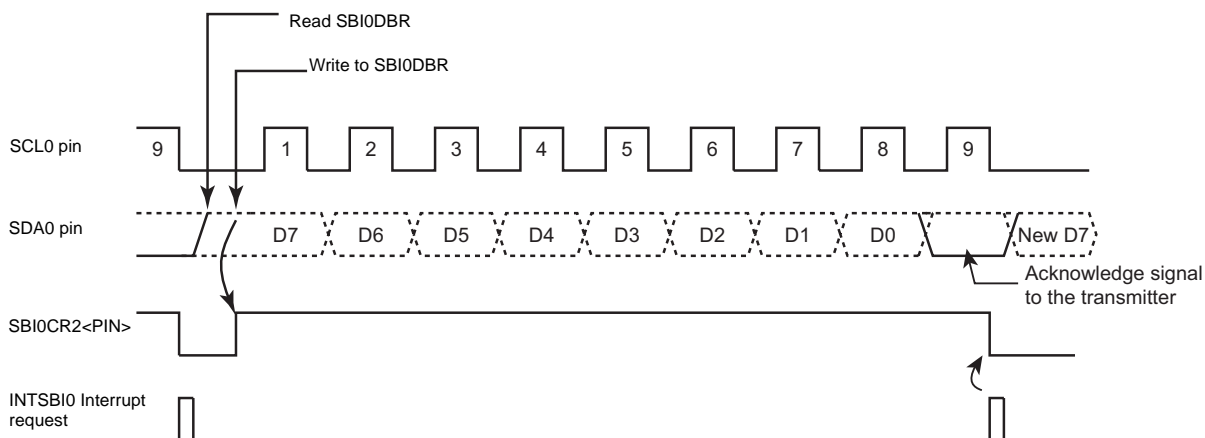 Read SBI0DBR
Write to SBI0DBR
SCL0 pin
9 1 2 3 4 5 6 7 8 9
SDA0 pin
D7 D6 D5 D4 D3 D2 D1 D0 New D7
Acknowledge signal
to the transmitter
SBI0CR2<PIN>
INTSBI0 Interrupt
request